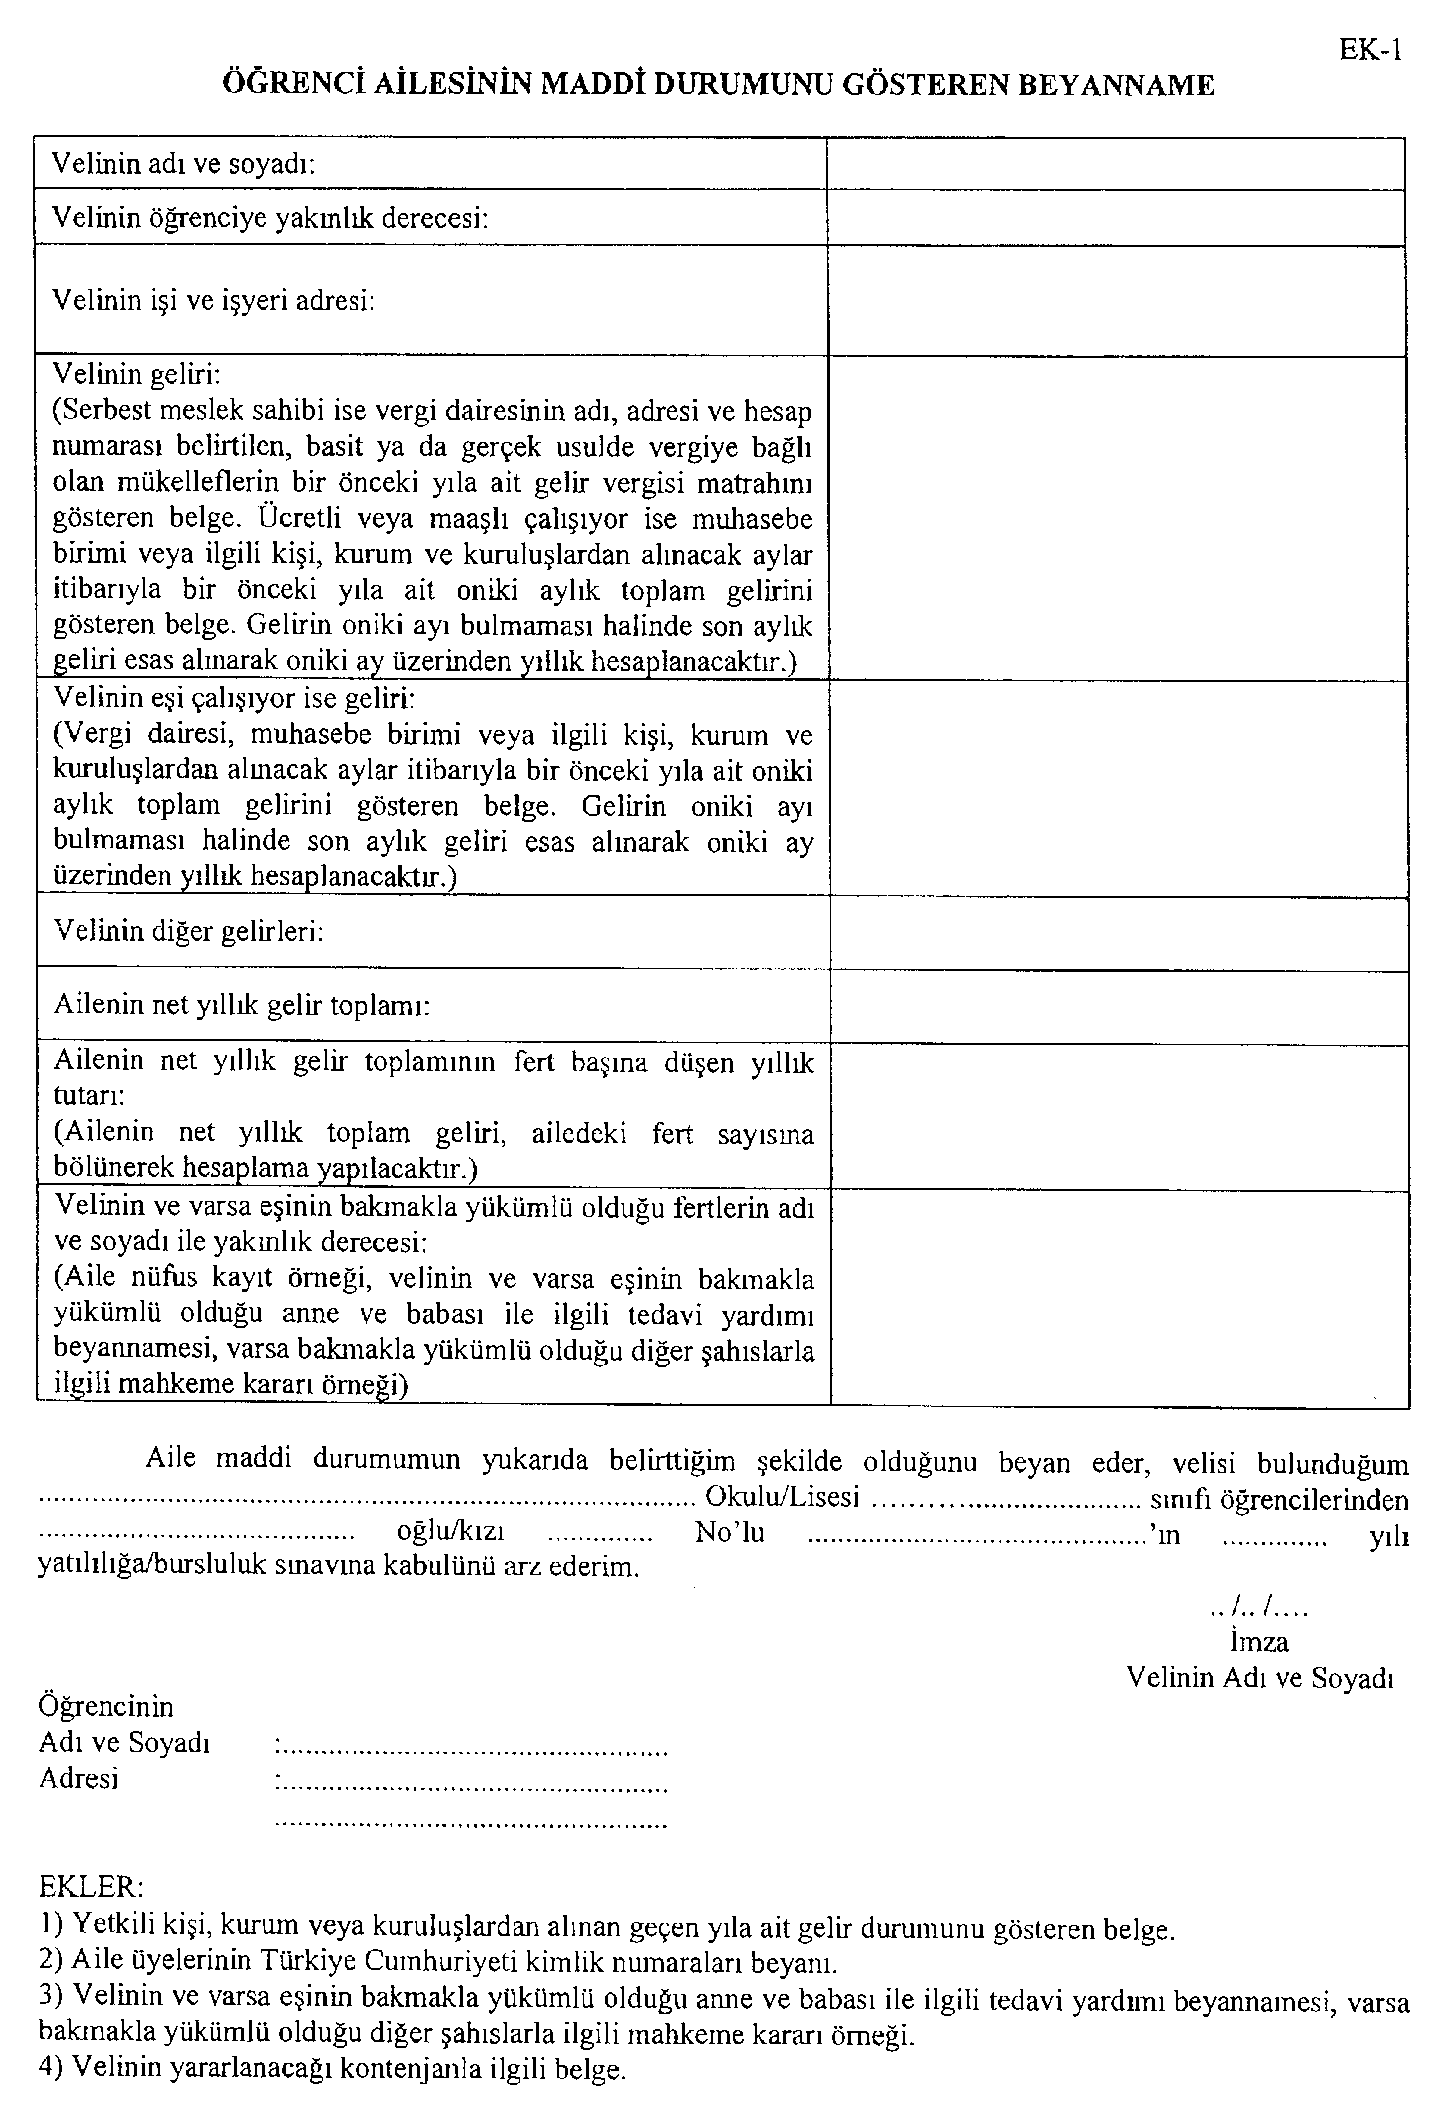 EK-1
ÖĞRENCİ AİLESİNİN MADDİ DURUMUNU GÖSTEREN BEYANNAME
Velinin adı ve soyadı:
Velinin öğrenciye yakınlık derecesi:
Velinin işi ve işyeri adresi:
Velinin geliri:
(Serbest meslek sahibi ise vergi dairesinin adı, adresi ve hesap
numarası belirtilen, basit ya da gerçek usulde vergiye bağlı
olan mükelleflerin bir önceki yıla ait gelir vergisi matrahını
gösteren belge. Ücretli veya maaşlı çalışıyor ise muhasebe
birimi veya ilgili kişi, kurum ve kuruluşlardan alınacak aylar
itibarıyla bir önceki yıla ait oniki aylık toplam gelirini
gösteren belge. Gelirin oniki ayı bulmaması halinde son aylık
geliri esas alınarak oniki ay üzerinden yıllık hesaplanacaktır.)
Velinin eşi çalışıyor ise geliri:
(Vergi dairesi, muhasebe birimi veya ilgili kişi, kurum ve
kuruluşlardan alınacak aylar itibarıyla bir önceki yıla ait oniki
aylık toplam gelirini gösteren belge. Gelirin oniki ayı
bulmaması halinde son aylık geliri esas alınarak oniki ay
üzerinden yıllık hesaplanacaktır.)
Velinin diğer gelirleri:
Ailenin net yıllık gelir toplamı:
Ailenin net yıllık gelir toplamının fert başına düşen yıllık
tutarı:
(Ailenin net yıllık toplam geliri, ailedeki fert sayısına
bölünerek hesaplama yapılacaktır.)
Velinin ve varsa eşinin bakmakla yükümlü olduğu fertlerin adı
ve soyadı ile yakınlık derecesi:
(Aile nüfus kayıt örneği, velinin ve varsa eşinin bakmakla
yükümlü olduğu anne ve babası ile ilgili tedavi yardımı
beyannamesi, varsa bakmakla yükümlü olduğu diğer şahıslarla
ilgili mahkeme kararı örneği)
Aile maddi durumumun yukarıda belirttiğim şekilde olduğunu beyan eder, velisi bulunduğum
........................................................................ Okulu/Lisesi ................................ sınıfı öğrencilerinden
...................................... oğlu/kızı ............. No'lu .........................................'ın ............. yılı
yatılılığa/bursluluk sınavına kabulünü arz ederim.
../../....
İmza
Velinin Adı ve Soyadı
Öğrencinin
Adı ve Soyadı :..................................................
Adresi :..................................................
..................................................
EKLER:
1) Yetkili kişi, kurum veya kuruluşlardan alınan geçen yıla ait gelir durumunu gösteren belge.
2) Aile üyelerinin Türkiye Cumhuriyeti kimlik numaraları beyanı.
3) Velinin ve varsa eşinin bakmakla yükümlü olduğu anne ve babası ile ilgili tedavi yardımı beyannamesi, varsa
bakmakla yükümlü olduğu diğer şahıslarla ilgili mahkeme kararı örneği.
4) Velinin yararlanacağı kontenjanla ilgili belge.